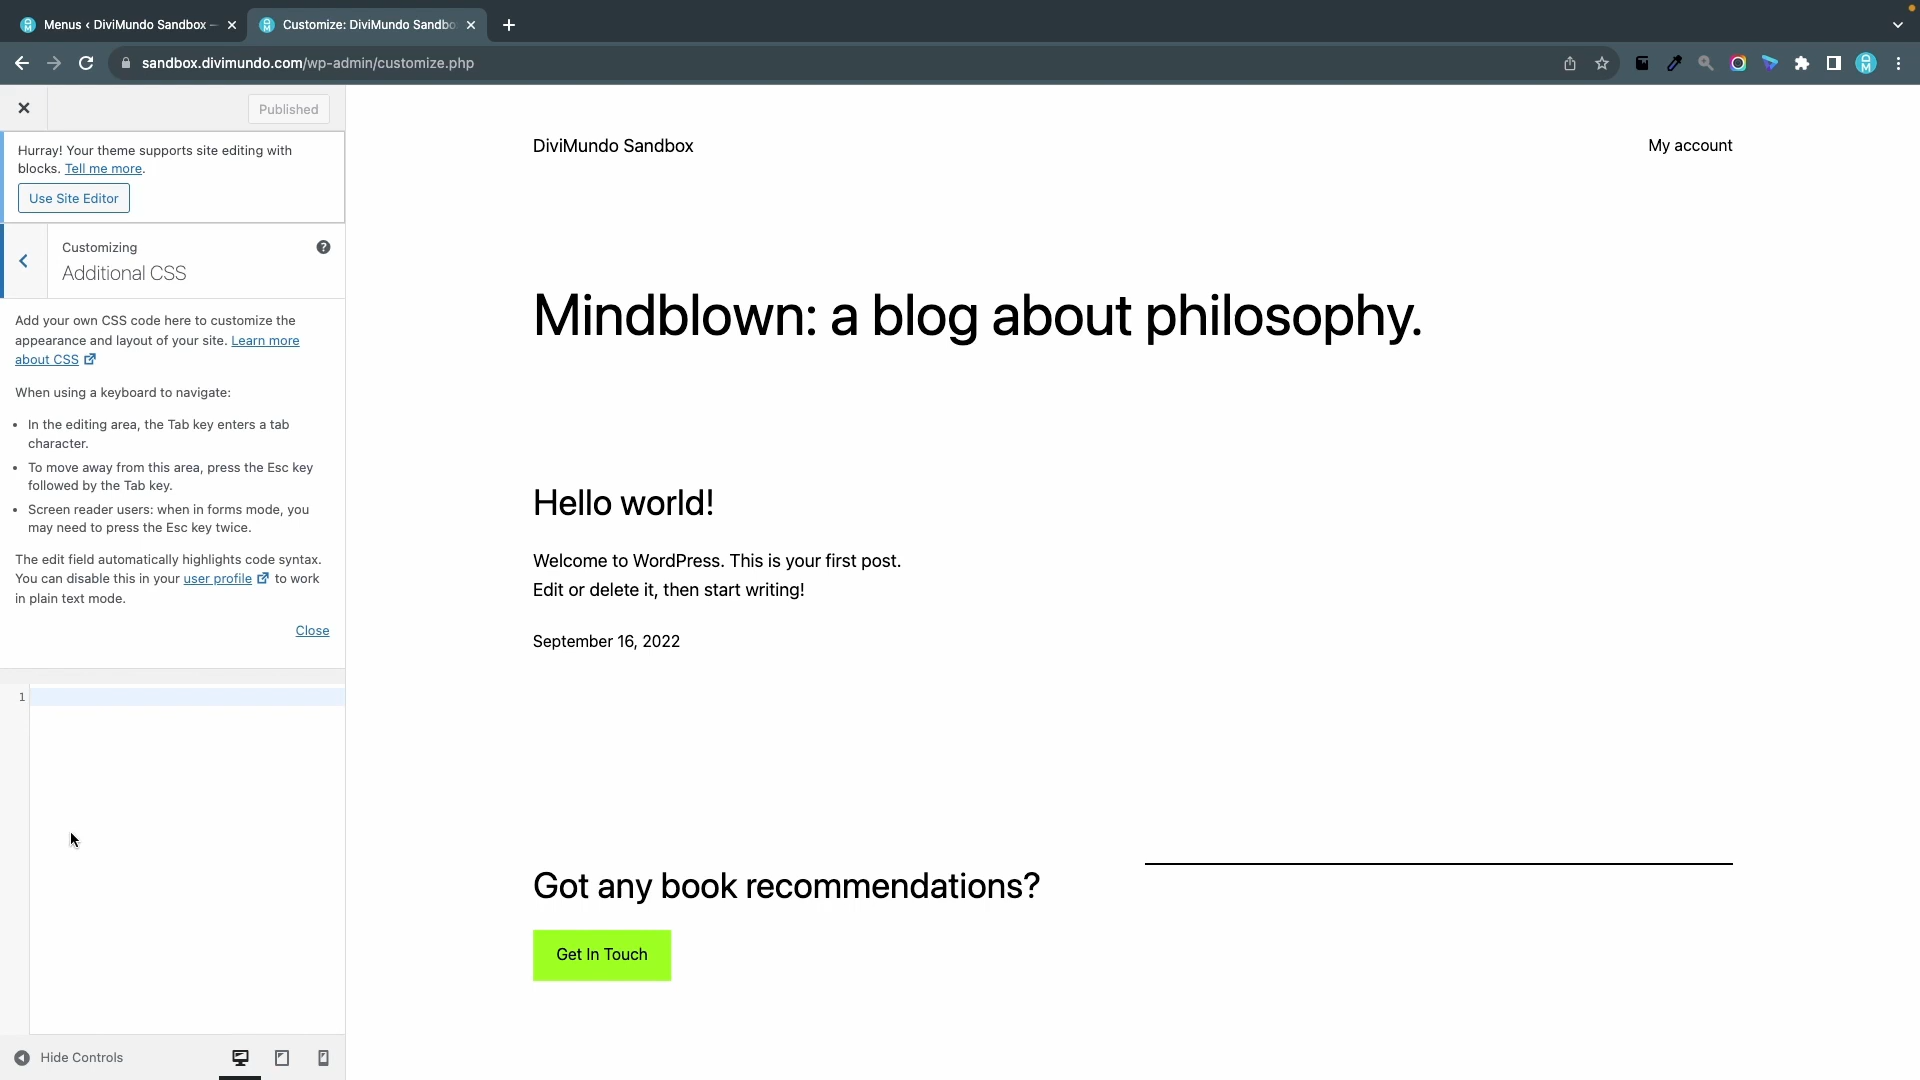 Menus ‹ DiviMundo Sandbox —
Customize: DiviMundo Sandbo
sandbox.divimundo.com/wp-admin/customize.php
Published
Hurray! Your theme supports site editing with
blocks. Tell me more.
Use Site Editor
Customizing
Additional CSS
Add your own CSS code here to customize the
appearance and layout of your site. Learn more
about CSS
When using a keyboard to navigate:
• In the editing area, the Tab key enters a tab
character.
• To move away from this area, press the Esc key
followed by the Tab key.
• Screen reader users: when in forms mode, you
may need to press the Esc key twice.
The edit field automatically highlights code syntax.
You can disable this in your user profile to work
in plain text mode.
Close
1
Hide Controls
DiviMundo Sandbox
My account
Mindblown: a blog about philosophy.
Hello world!
Welcome to WordPress. This is your first post.
Edit or delete it, then start writing!
September 16, 2022
Got any book recommendations?
Get In Touch